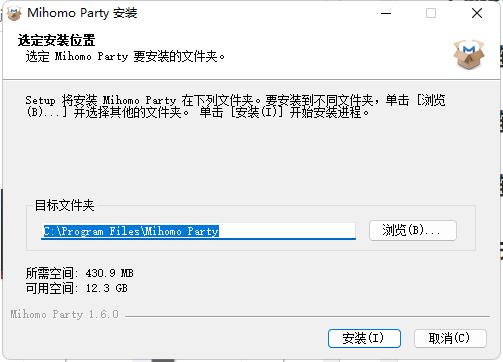 Mihomo Party 安装
选定安装位置
选定 Mihomo Party 要安装的文件夹。
Setup 将安装 Mihomo Party 在下列文件夹。要安装到不同文件夹，单击 [浏览
(B)...] 并选择其他的文件夹。 单击 [安装(I)] 开始安装进程。
目标文件夹
C:\Program Files\Mihomo Party
浏览(B)...
所需空间: 430.9 MB
可用空间: 12.3 GB
Mihomo Party 1.6.0
安装(I)
取消(C)